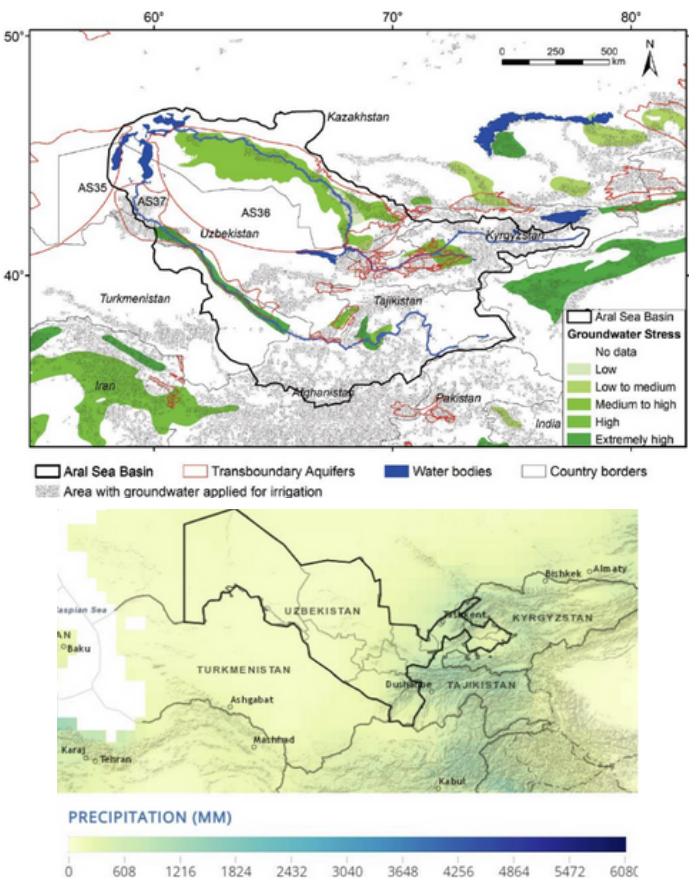 60° 70° 80°
50°
0 250 500
km
N
Kazakhstan
AS35
AS37
AS36
Uzbekistan
Kyrgyzstan
40°
Turkmenistan
Tajikistan
Iran
Afghanistan
Pakistan
India
Aral Sea Basin
Groundwater Stress
No data
Low
Low to medium
Medium to high
High
Extremely high
Aral Sea Basin Transboundary Aquifers Water bodies Country borders
Area with groundwater applied for irrigation
Bishkek Almaty
Caspian Sea
UZBEKISTAN
Tashkent
KYRGYZSTAN
AN
Baku
TURKMENISTAN
Dushanbe
TAJIKISTAN
Ashgabat
Mashhad
Karaj
Tehran
Kabul
PRECIPITATION (MM)
0 608 1216 1824 2432 3040 3648 4256 4864 5472 6080